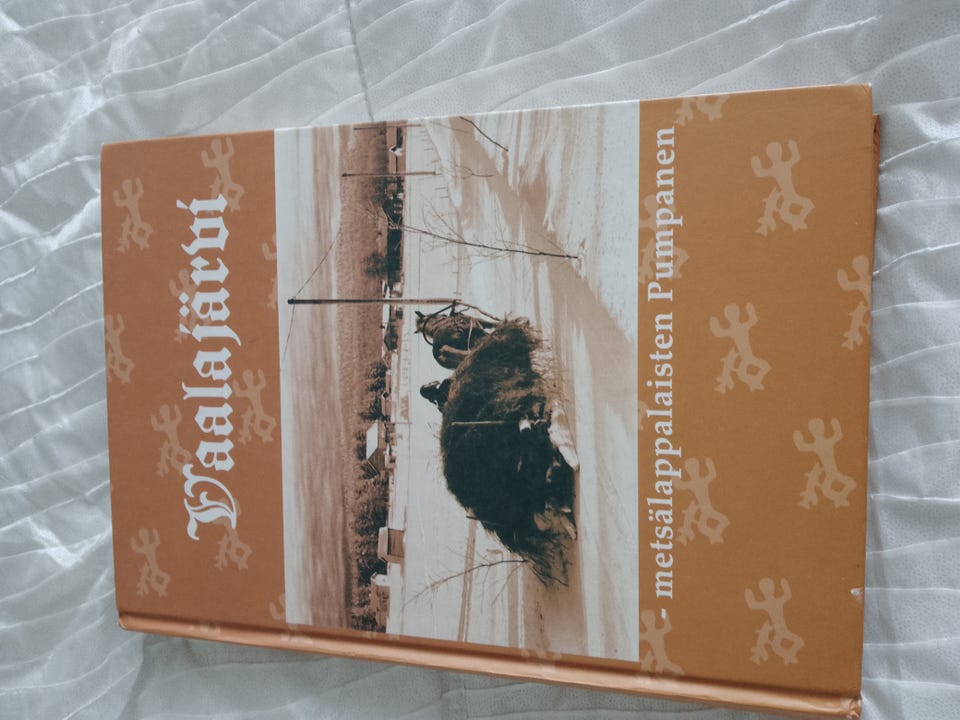 Vaalajärvi
- metsälappalaisten Pumpanen